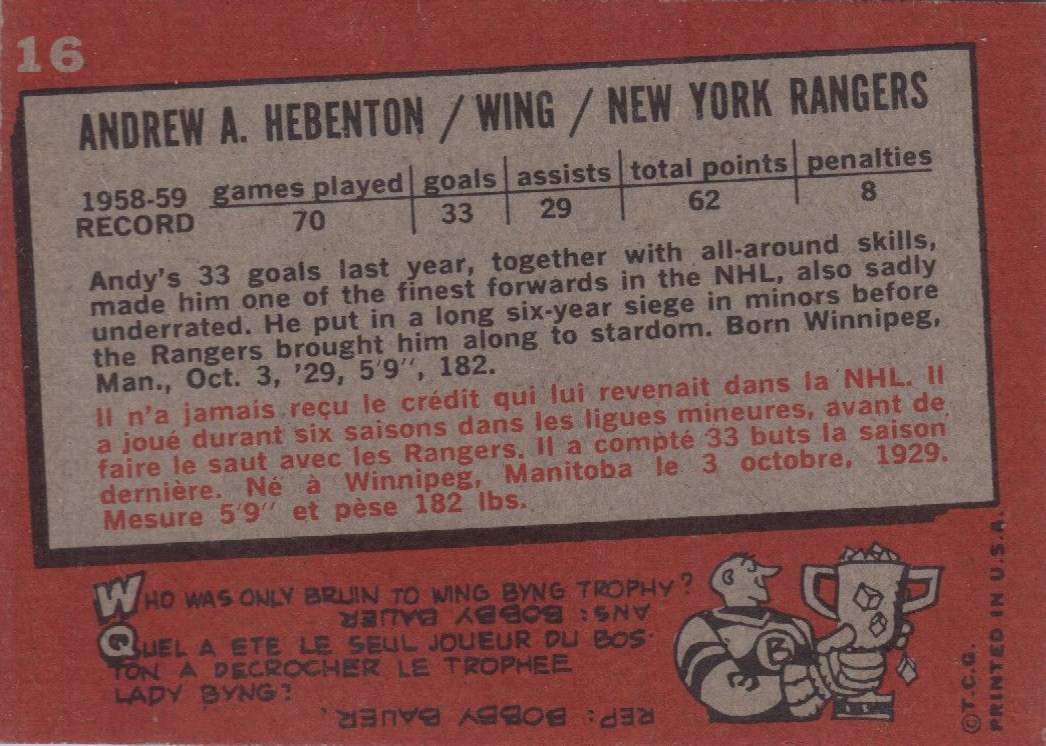 16
ANDREW A. HEBENTON / WING / NEW YORK RANGERS
1958-59 RECORD games played goals assists total points penalties
70 33 29 62 8
Andy's 33 goals last year, together with all-around skills,
made him one of the finest forwards in the NHL, also sadly
underrated. He put in a long six-year siege in minors before
the Rangers brought him along to stardom. Born Winnipeg,
Man., Oct. 3, '29, 5'9", 182.
Il n'a jamais reçu le crédit qui lui revenait dans la NHL. Il
a joué durant six saisons dans les ligues mineures, avant de
faire le saut avec les Rangers. Il a compté 33 buts la saison
dernière. Né à Winnipeg, Manitoba le 3 octobre, 1929.
Mesure 5'9" et pèse 182 lbs.
WHO WAS ONLY BRUIN TO WING BYNG TROPHY?
ANS: BOBBY BAUER
QUEL A ETE LE SEUL JOUEUR DU BOS-
TON A DECROCHER LE TROPHEE
LADY BYNG?
REP: BOBBY BAUER.
B
©T.C.G.
PRINTED IN U.S.A.